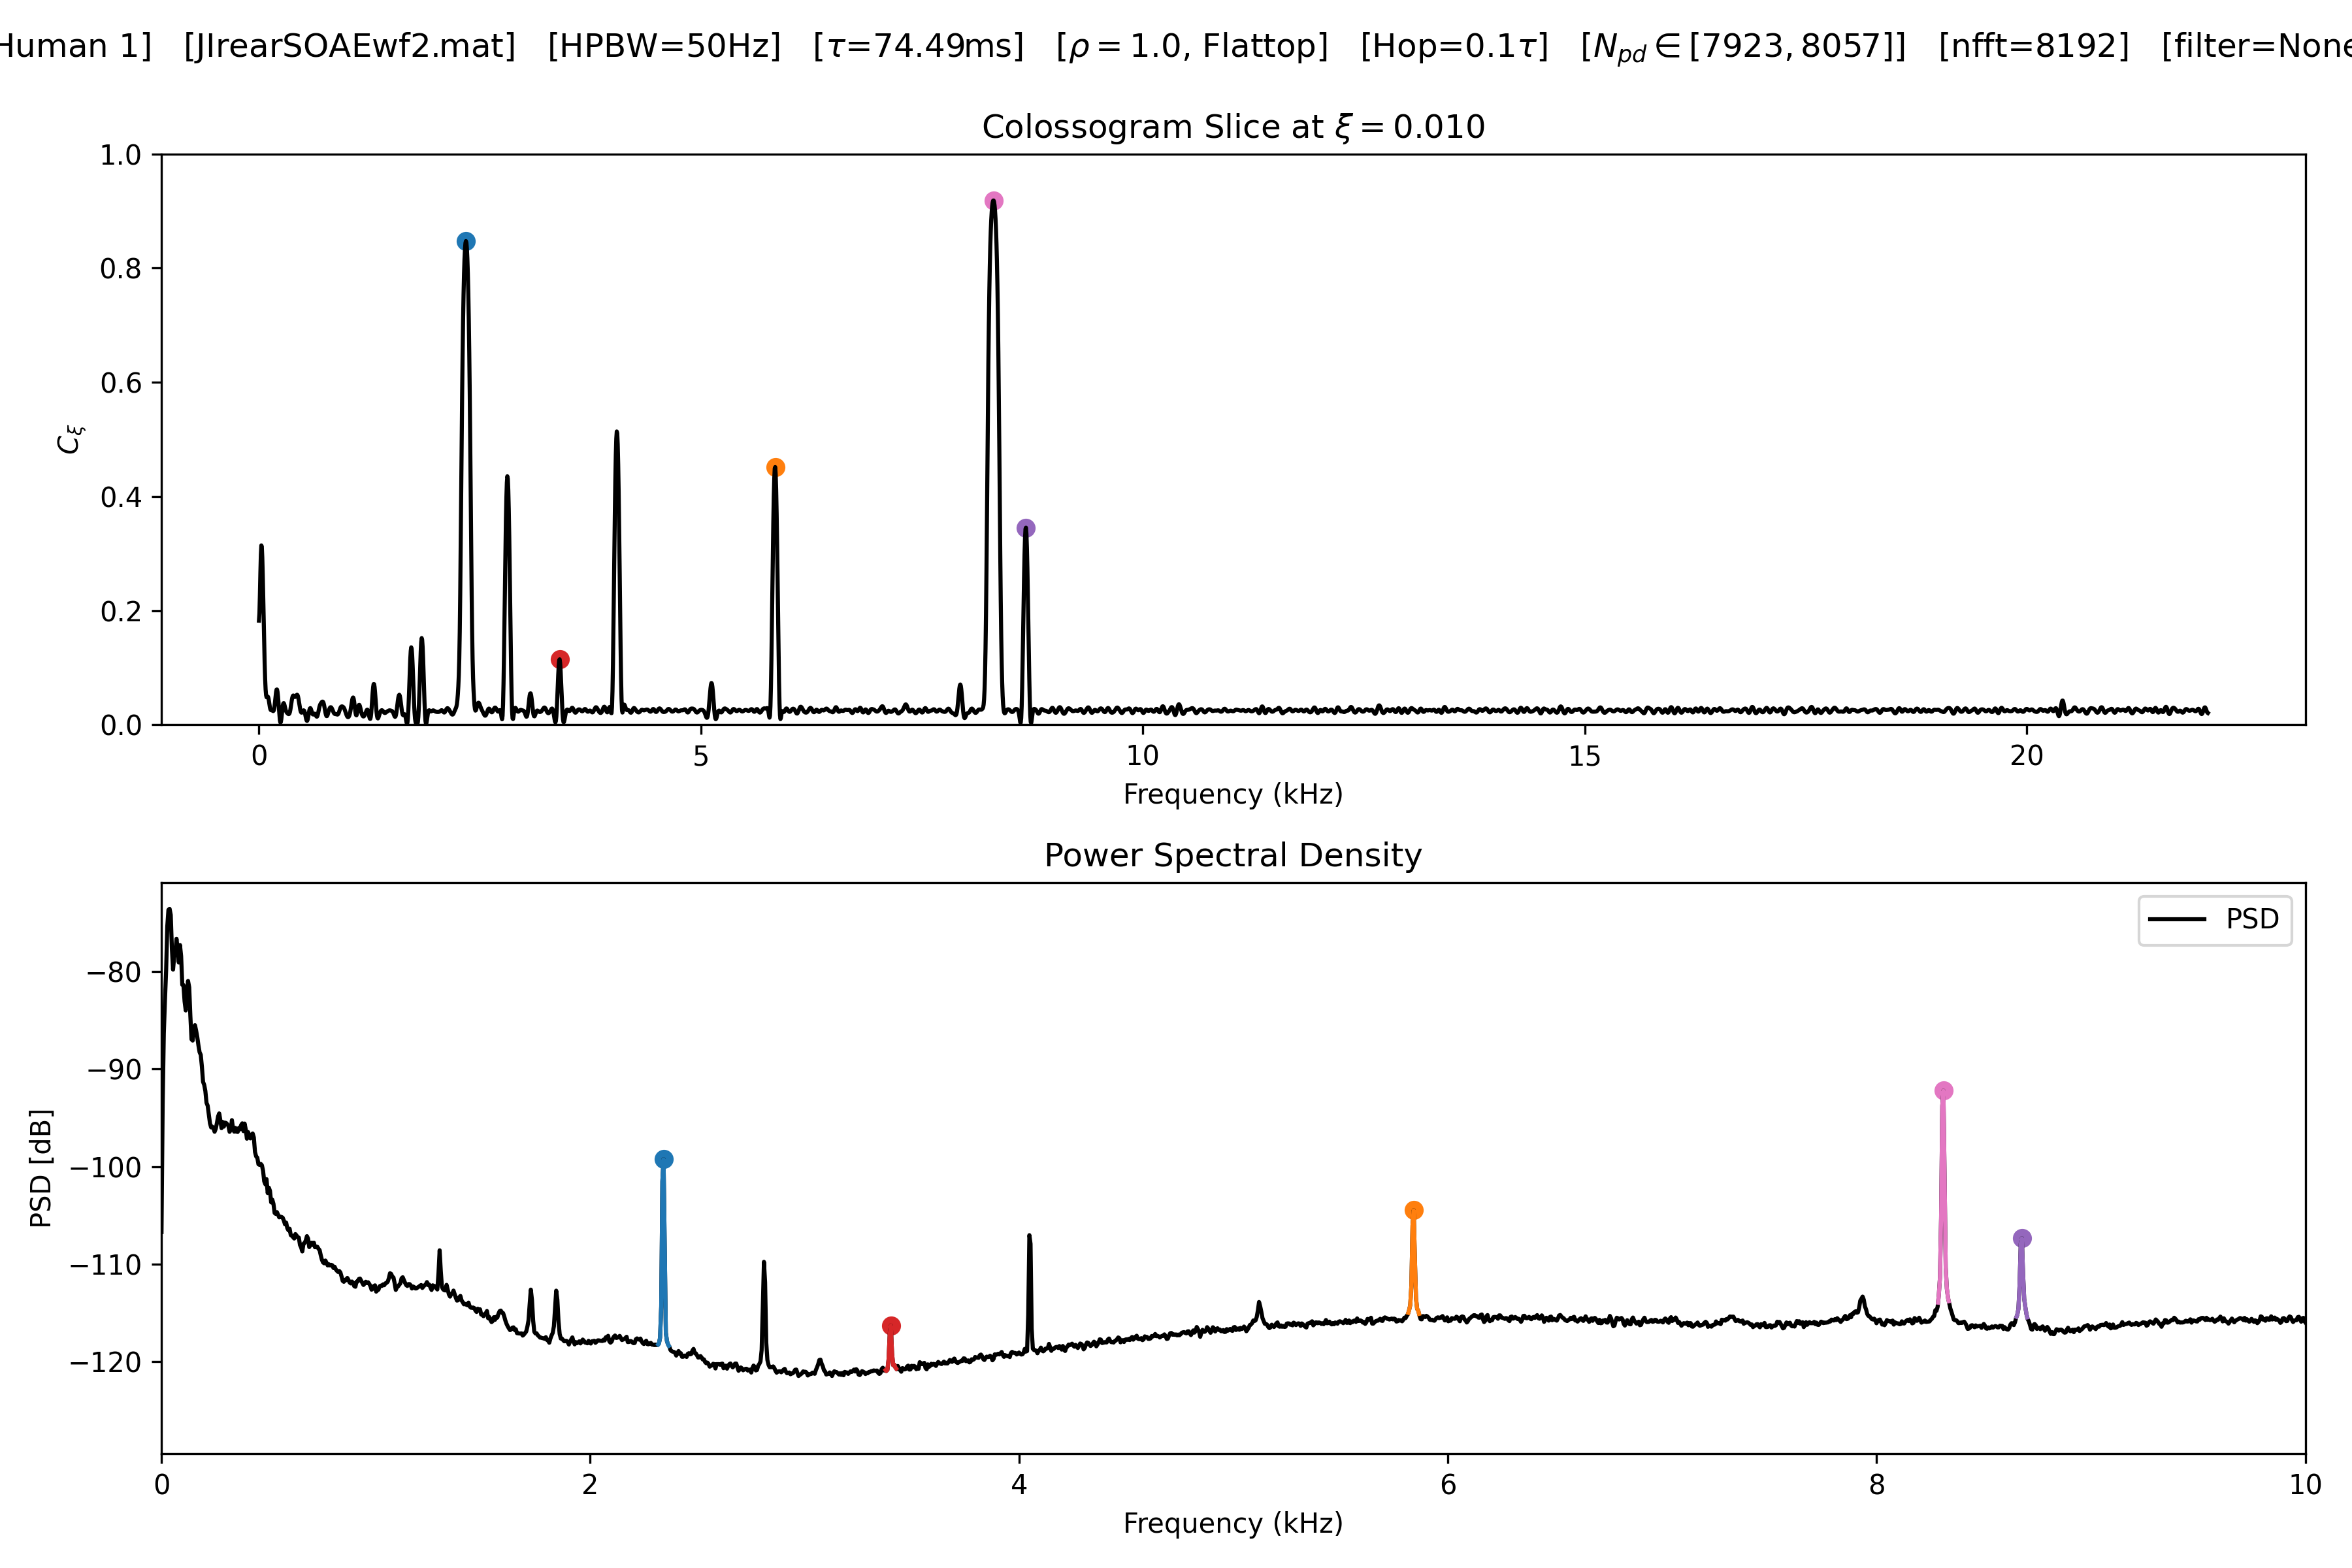 Human 1] [JIrearSOAEwf2.mat] [HPBW=50Hz] [τ=74.49ms] [ρ = 1.0, Flattop] [Hop=0.1τ] [N_pd ∈ [7923, 8057]] [nfft=8192] [filter=None
Colossogram Slice at ξ = 0.010
1.0
0.8
0.6
0.4
0.2
0.0
C_ξ
0 5 10 15 20
Frequency (kHz)
Power Spectral Density
PSD
−80
−90
−100
−110
−120
PSD [dB]
0 2 4 6 8 10
Frequency (kHz)